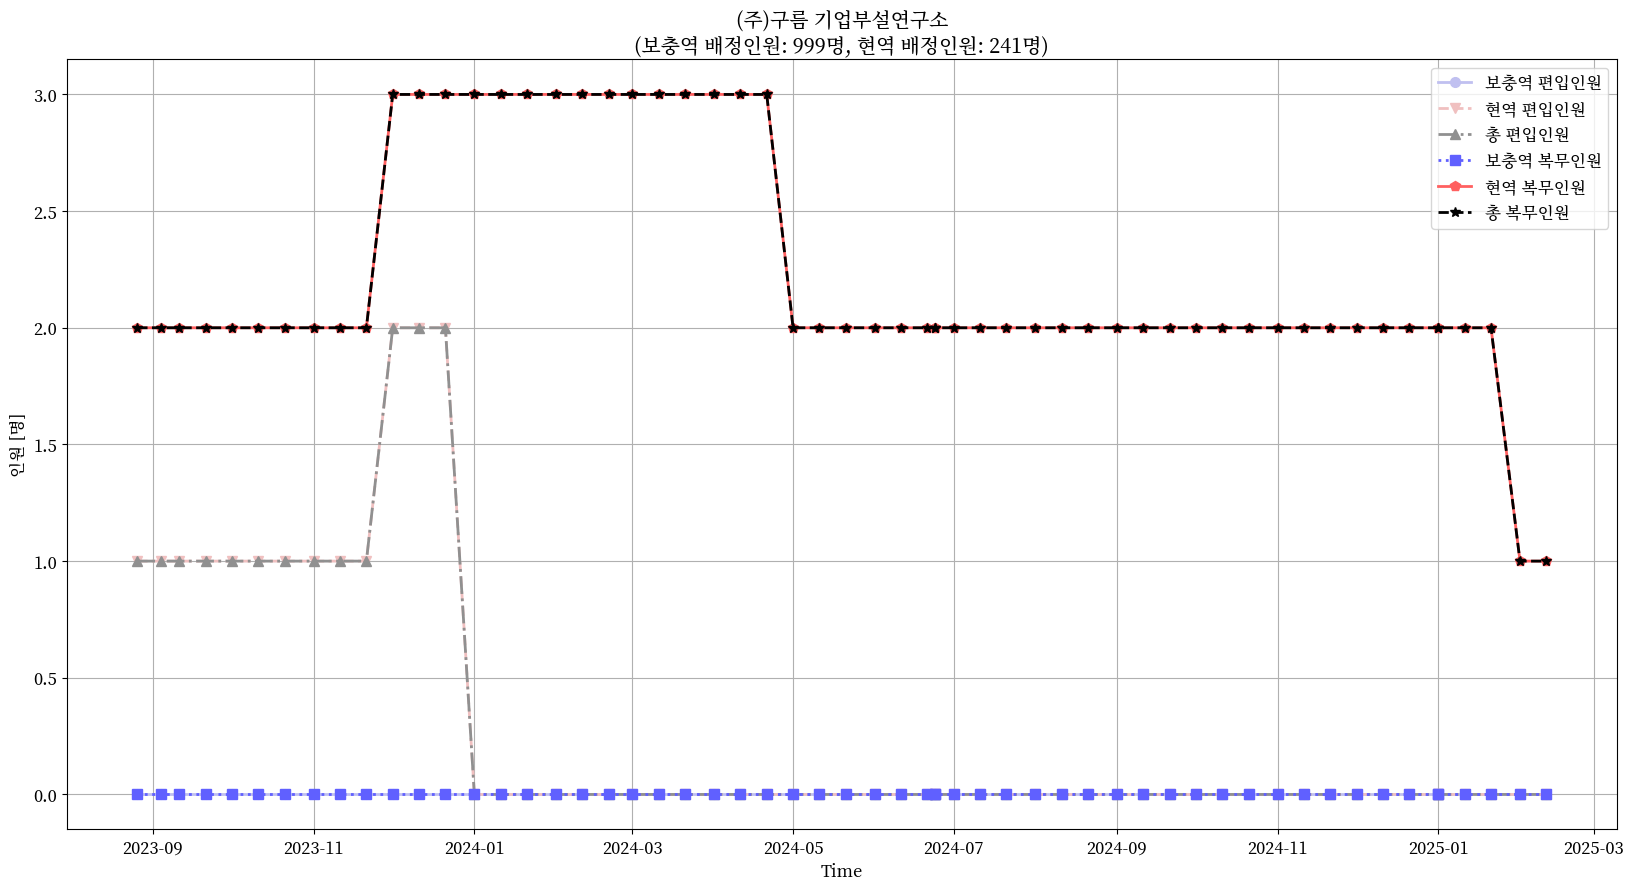 (주)구름 기업부설연구소
(보충역 배정인원: 999명, 현역 배정인원: 241명)
보충역 편입인원
현역 편입인원
총 편입인원
보충역 복무인원
현역 복무인원
총 복무인원
인원 [명]
3.0
2.5
2.0
1.5
1.0
0.5
0.0
2023-09
2023-11
2024-01
2024-03
2024-05
2024-07
2024-09
2024-11
2025-01
2025-03
Time